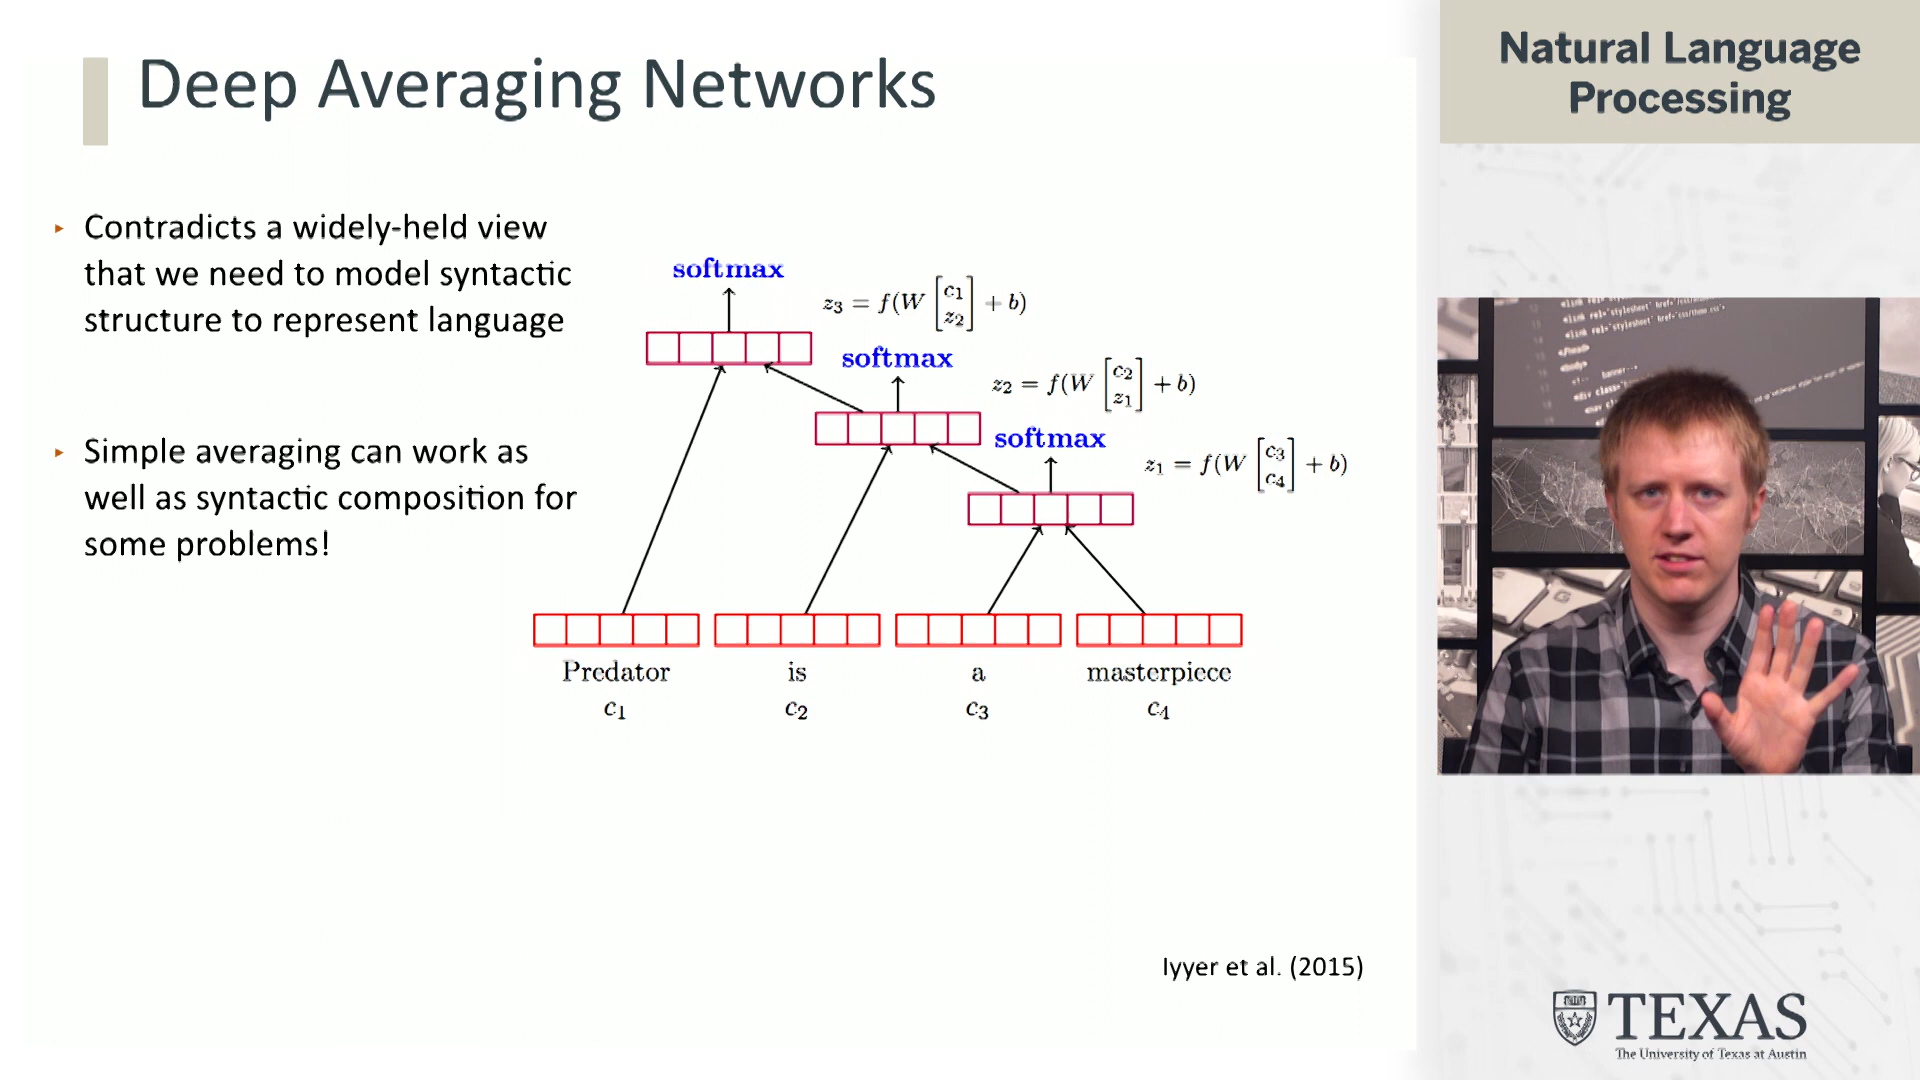 Deep Averaging Networks
Natural Language
Processing
▸ Contradicts a widely-held view
that we need to model syntactic
structure to represent language
▸ Simple averaging can work as
well as syntactic composition for
some problems!
softmax
z₃ = f(W [c₁ z₂] + b)
softmax
z₂ = f(W [c₂ z₁] + b)
softmax
z₁ = f(W [c₃ c₄] + b)
Predator is a masterpiece
c₁ c₂ c₃ c₄
Iyyer et al. (2015)
TEXAS
The University of Texas at Austin